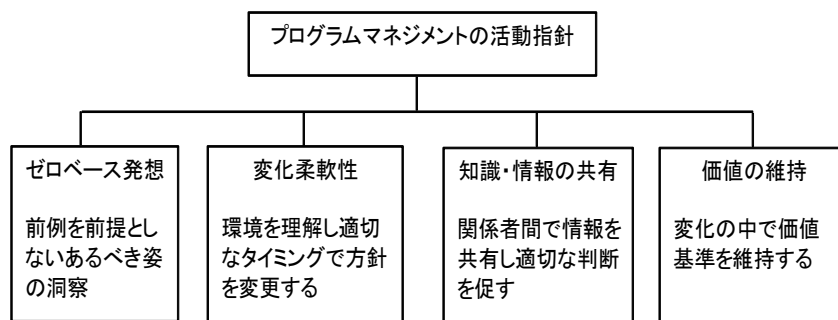 プログラムマネジメントの活動指針
ゼロベース発想
前例を前提とし
ないあるべき姿
の洞察
変化柔軟性
環境を理解し適切
なタイミングで方針
を変更する
知識・情報の共有
関係者間で情報を
共有し適切な判断
を促す
価値の維持
変化の中で価値
基準を維持する